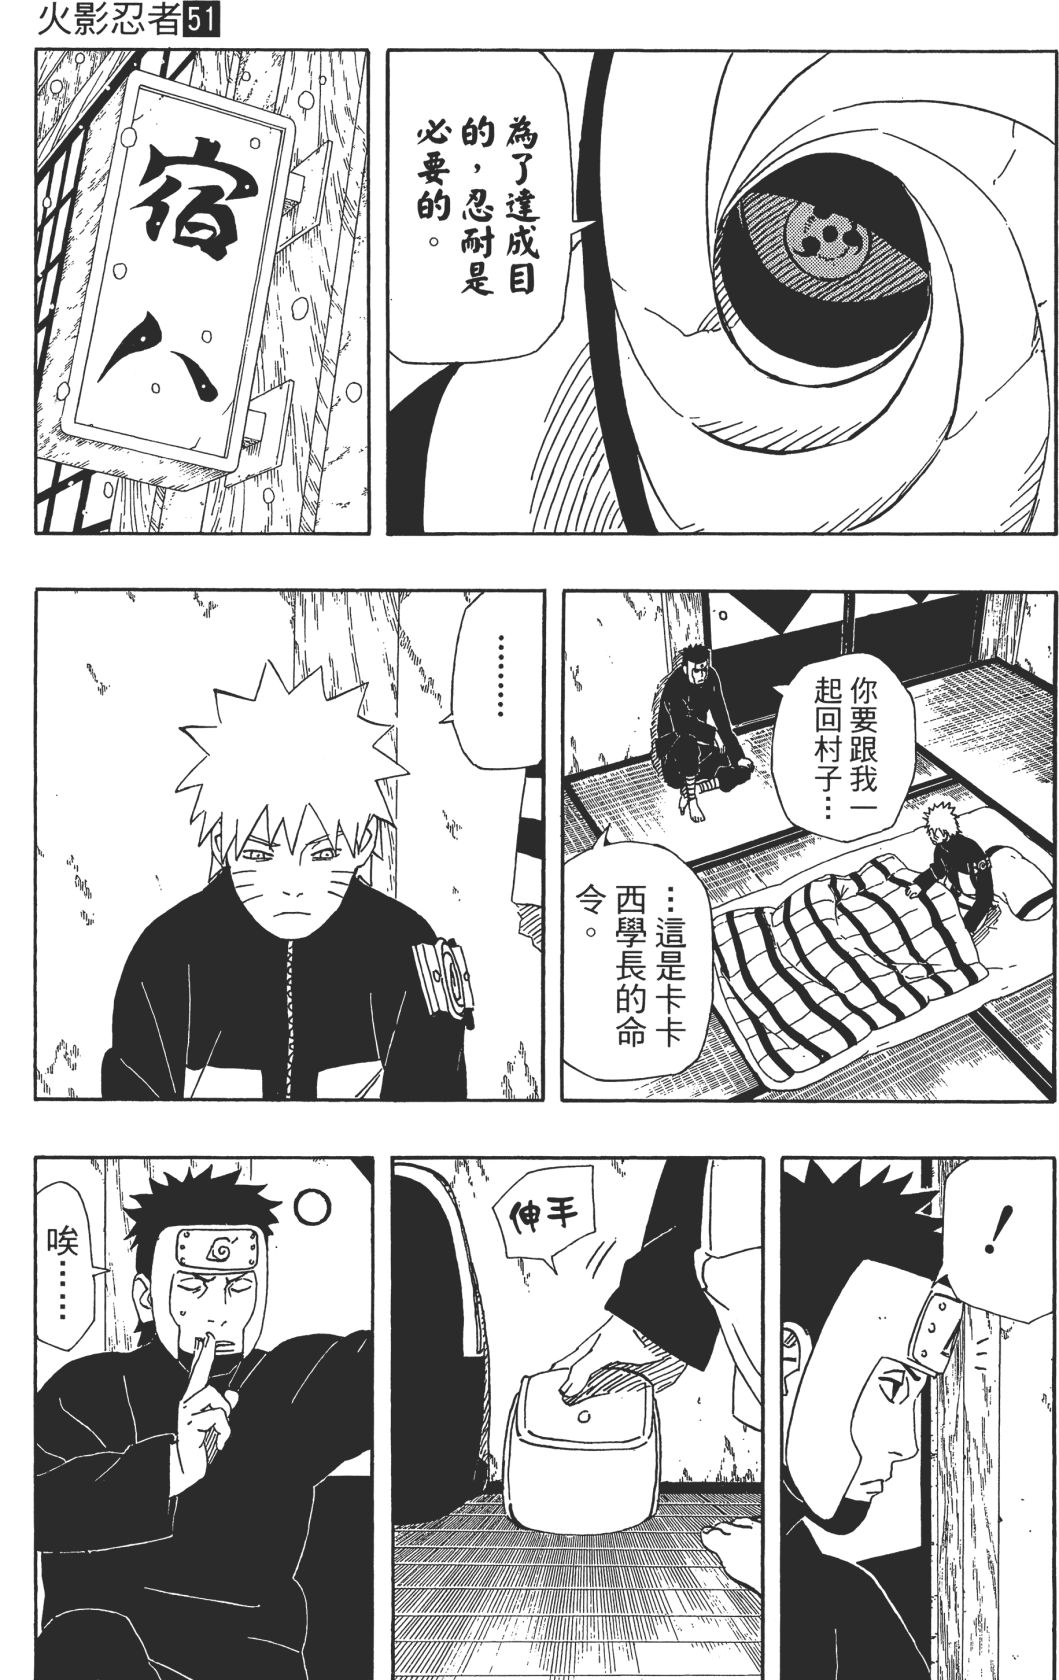 火影忍者51
為了達成目
的，忍耐是
必要的。
宿八
你要跟我一
起回村子…
…這是卡卡
西學長的命
令。
………
！
伸手
唉……